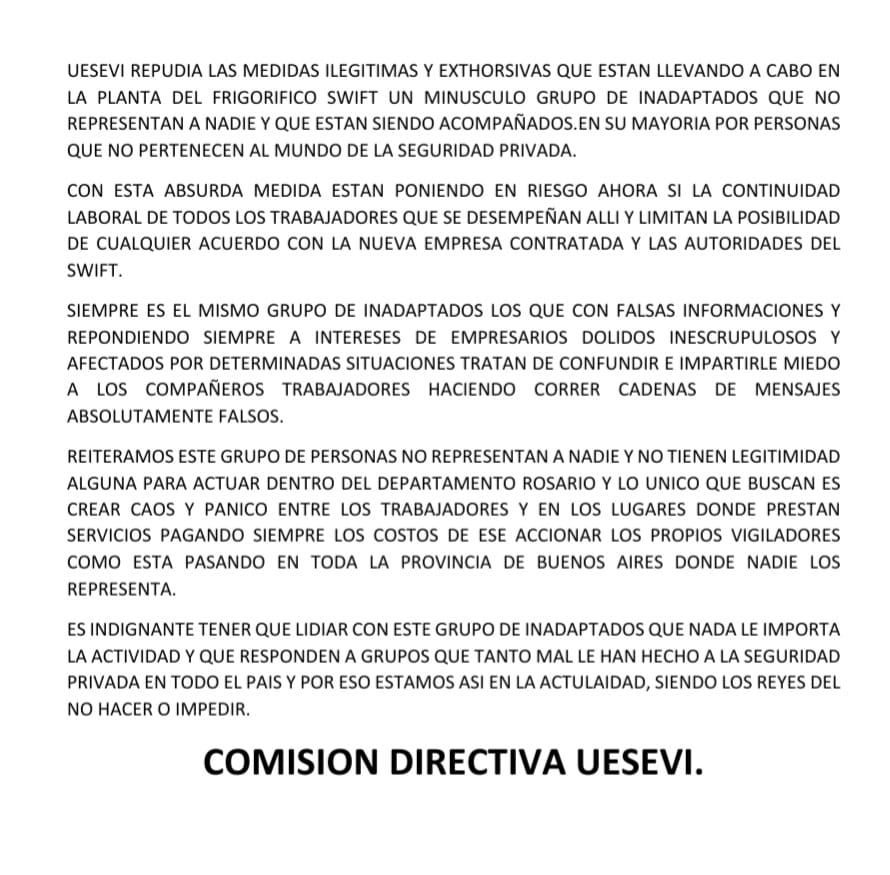 UESEVI REPUDIA LAS MEDIDAS ILEGITIMAS Y EXTHORSIVAS QUE ESTAN LLEVANDO A CABO EN
LA PLANTA DEL FRIGORIFICO SWIFT UN MINUSCULO GRUPO DE INADAPTADOS QUE NO
REPRESENTAN A NADIE Y QUE ESTAN SIENDO ACOMPAÑADOS.EN SU MAYORIA POR PERSONAS
QUE NO PERTENECEN AL MUNDO DE LA SEGURIDAD PRIVADA.
CON ESTA ABSURDA MEDIDA ESTAN PONIENDO EN RIESGO AHORA SI LA CONTINUIDAD
LABORAL DE TODOS LOS TRABAJADORES QUE SE DESEMPEÑAN ALLI Y LIMITAN LA POSIBILIDAD
DE CUALQUIER ACUERDO CON LA NUEVA EMPRESA CONTRATADA Y LAS AUTORIDADES DEL
SWIFT.
SIEMPRE ES EL MISMO GRUPO DE INADAPTADOS LOS QUE CON FALSAS INFORMACIONES Y
REPONDIENDO SIEMPRE A INTERESES DE EMPRESARIOS DOLIDOS INESCRUPULOSOS Y
AFECTADOS POR DETERMINADAS SITUACIONES TRATAN DE CONFUNDIR E IMPARTIRLE MIEDO
A LOS COMPAÑEROS TRABAJADORES HACIENDO CORRER CADENAS DE MENSAJES
ABSOLUTAMENTE FALSOS.
REITERAMOS ESTE GRUPO DE PERSONAS NO REPRESENTAN A NADIE Y NO TIENEN LEGITIMIDAD
ALGUNA PARA ACTUAR DENTRO DEL DEPARTAMENTO ROSARIO Y LO UNICO QUE BUSCAN ES
CREAR CAOS Y PANICO ENTRE LOS TRABAJADORES Y EN LOS LUGARES DONDE PRESTAN
SERVICIOS PAGANDO SIEMPRE LOS COSTOS DE ESE ACCIONAR LOS PROPIOS VIGILADORES
COMO ESTA PASANDO EN TODA LA PROVINCIA DE BUENOS AIRES DONDE NADIE LOS
REPRESENTA.
ES INDIGNANTE TENER QUE LIDIAR CON ESTE GRUPO DE INADAPTADOS QUE NADA LE IMPORTA
LA ACTIVIDAD Y QUE RESPONDEN A GRUPOS QUE TANTO MAL LE HAN HECHO A LA SEGURIDAD
PRIVADA EN TODO EL PAIS Y POR ESO ESTAMOS ASI EN LA ACTULAIDAD, SIENDO LOS REYES DEL
NO HACER O IMPEDIR.
COMISION DIRECTIVA UESEVI.